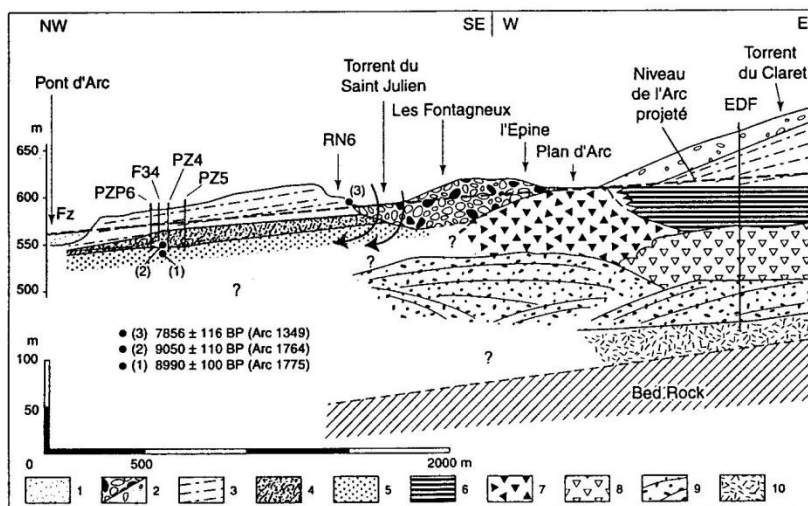 NW
SE W
E
Pont d'Arc
Torrent du
Saint Julien
Les Fontagneux
l'Epine
Plan d'Arc
Niveau
de l'Arc
projeté
Torrent
du Claret
EDF
RN6
(3)
F34
PZ4
PZP6
PZ5
Fz
m
650
600
550
500
(2)
(1)
?
?
?
?
(3) 7856 ± 116 BP (Arc 1349)
(2) 9050 ± 110 BP (Arc 1764)
(1) 8990 ± 100 BP (Arc 1775)
Bed Rock
m
100
50
0
500
2000 m
1
2
3
4
5
6
7
8
9
10